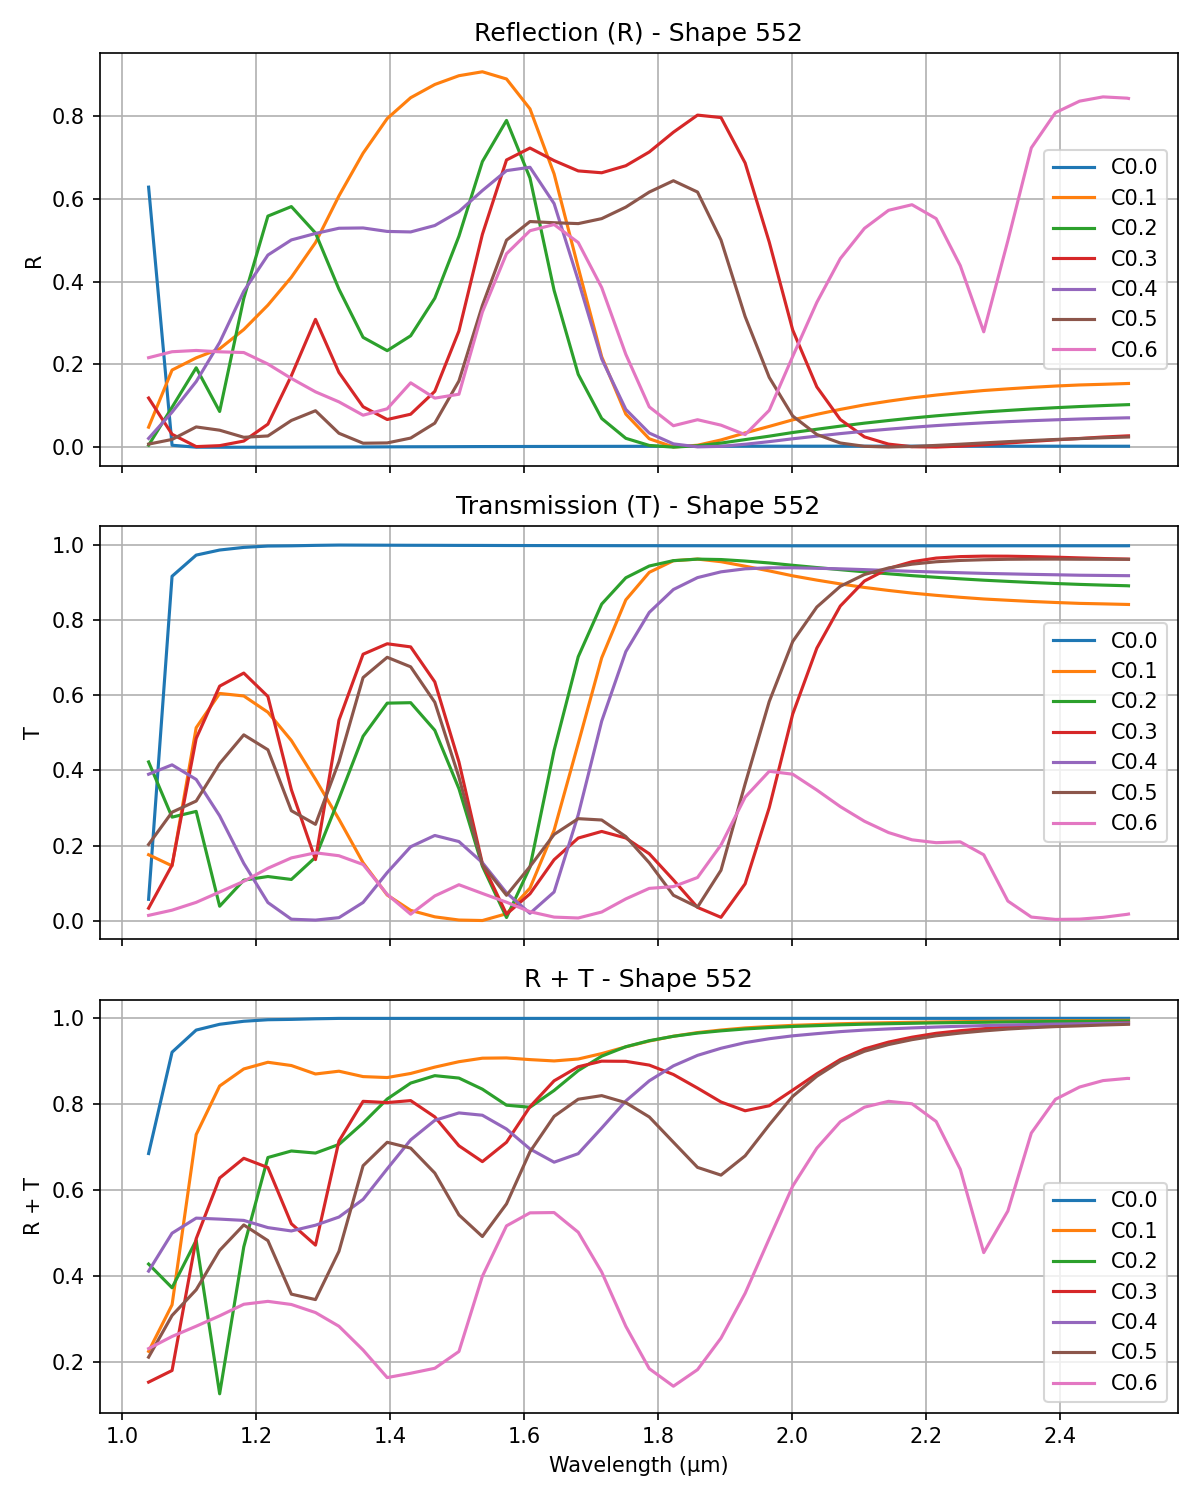 Reflection (R) - Shape 552
R
0.8
0.6
0.4
0.2
0.0
C0.0
C0.1
C0.2
C0.3
C0.4
C0.5
C0.6
Transmission (T) - Shape 552
T
1.0
0.8
0.6
0.4
0.2
0.0
C0.0
C0.1
C0.2
C0.3
C0.4
C0.5
C0.6
R + T - Shape 552
R + T
1.0
0.8
0.6
0.4
0.2
C0.0
C0.1
C0.2
C0.3
C0.4
C0.5
C0.6
1.0 1.2 1.4 1.6 1.8 2.0 2.2 2.4
Wavelength (μm)